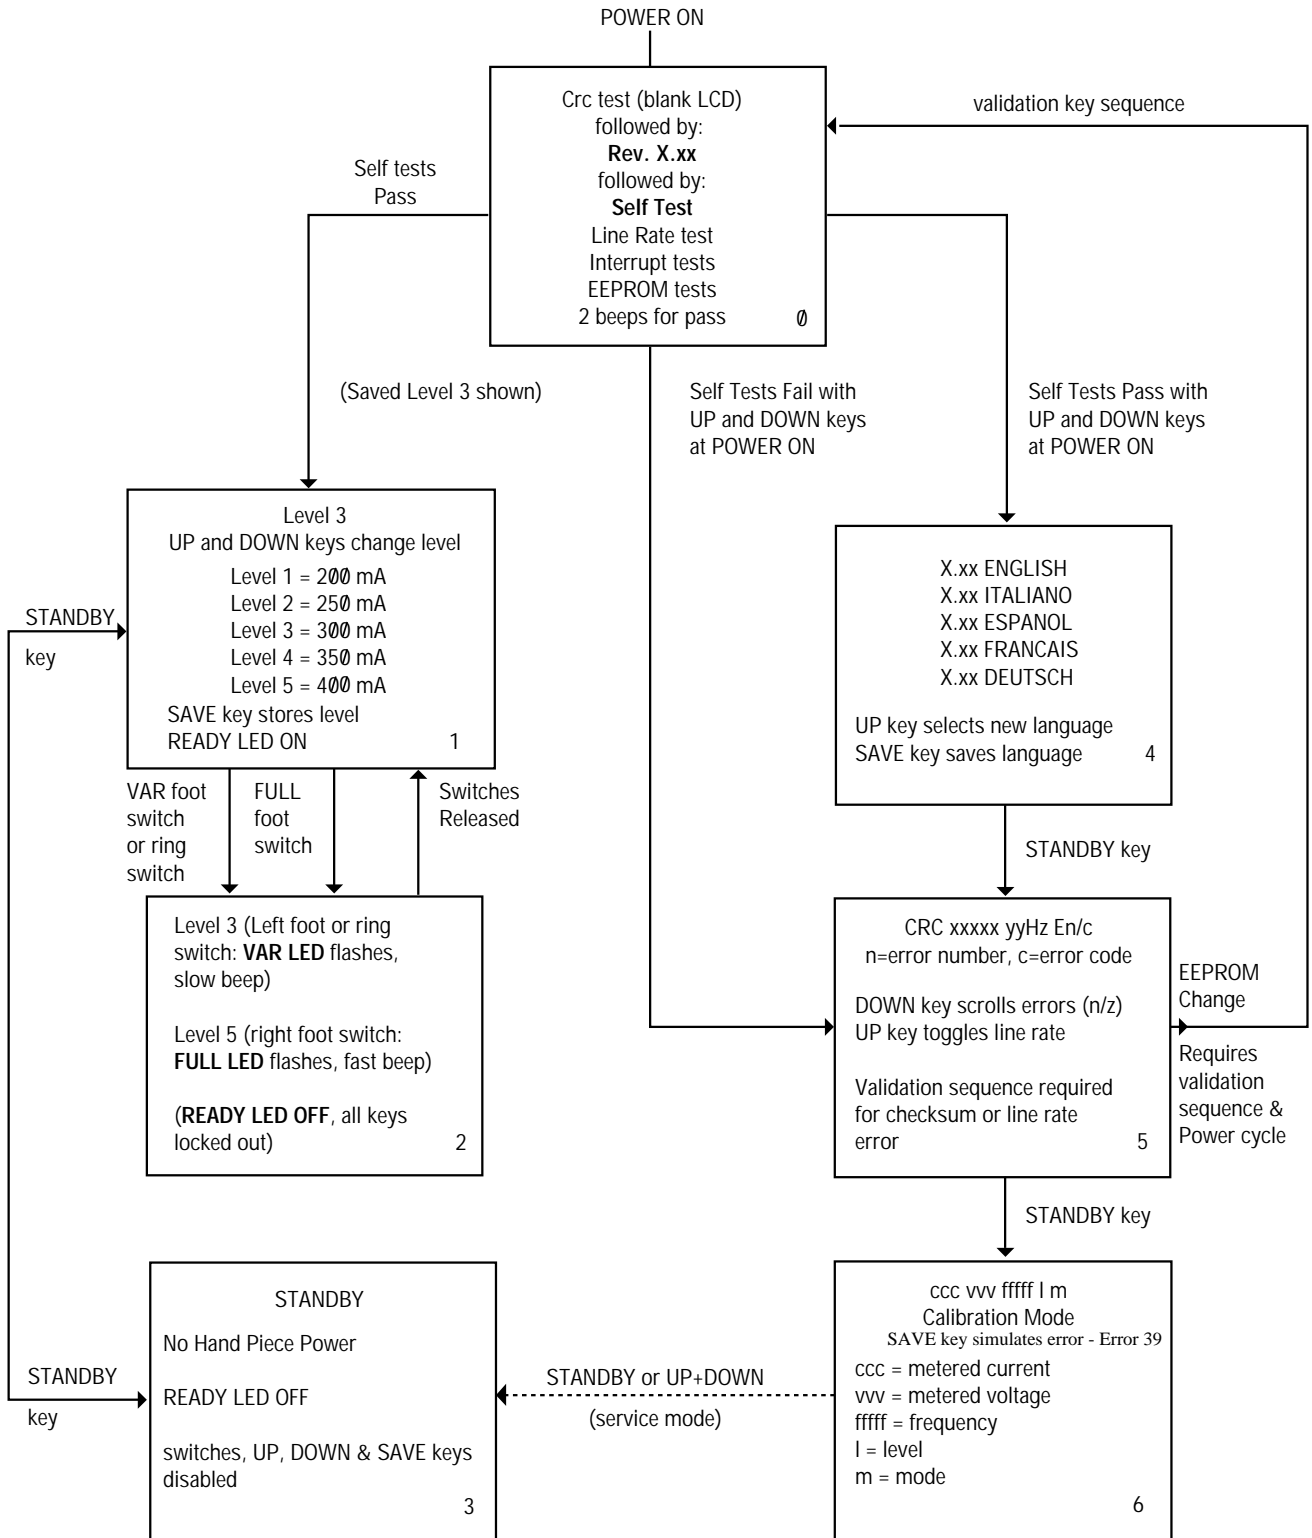 POWER ON
Crc test (blank LCD)
followed by:
Rev. X.xx
followed by:
Self Test
Line Rate test
Interrupt tests
EEPROM tests
2 beeps for pass
0
validation key sequence
Self tests
Pass
(Saved Level 3 shown)
Self Tests Fail with
UP and DOWN keys
at POWER ON
Self Tests Pass with
UP and DOWN keys
at POWER ON
Level 3
UP and DOWN keys change level
Level 1 = 200 mA
Level 2 = 250 mA
Level 3 = 300 mA
Level 4 = 350 mA
Level 5 = 400 mA
SAVE key stores level
READY LED ON
1
STANDBY
key
X.xx ENGLISH
X.xx ITALIANO
X.xx ESPANOL
X.xx FRANCAIS
X.xx DEUTSCH
UP key selects new language
SAVE key saves language
4
VAR foot
switch
or ring
switch
FULL
foot
switch
Switches
Released
STANDBY key
Level 3 (Left foot or ring
switch: VAR LED flashes,
slow beep)
Level 5 (right foot switch:
FULL LED flashes, fast beep)
(READY LED OFF, all keys
locked out)
2
CRC xxxxx yyHz En/c
n=error number, c=error code
DOWN key scrolls errors (n/z)
UP key toggles line rate
Validation sequence required
for checksum or line rate
error
5
EEPROM
Change
Requires
validation
sequence &
Power cycle
STANDBY key
STANDBY
No Hand Piece Power
READY LED OFF
switches, UP, DOWN & SAVE keys
disabled
3
STANDBY
key
STANDBY or UP+DOWN
(service mode)
ccc vvv fffff l m
Calibration Mode
SAVE key simulates error - Error 39
ccc = metered current
vvv = metered voltage
fffff = frequency
l = level
m = mode
6